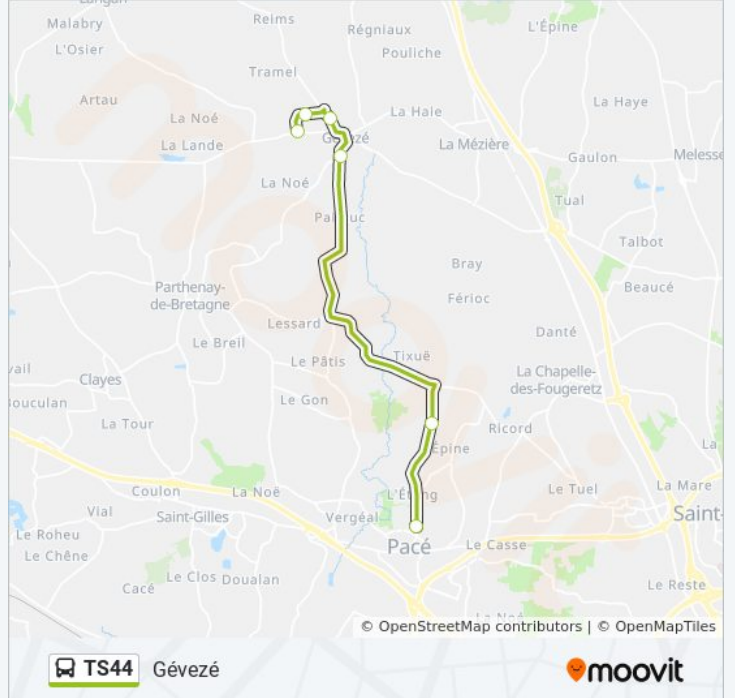 Langan
Malabry
Reims
Régniaux
L'Épine
L'Osier
Pouliche
Tramel
Artau
La Noé
La Haie
La Haye
La Lande
Gévezé
La Mézière
Gaulon
Melesse
La Noé
Tual
Talbot
Bray
Beaucé
Parthenay-
de-Bretagne
Férioc
Lessard
Danté
Le Breil
Le Pâtis
Tixuë
La Chapelle-
des-Fougeretz
Clayes
Bouculan
Le Gon
La Tour
Ricord
Épine
La
Coulon
La Noë
L'Étang
Le Tuel
La Mare
Vial
Saint-Gilles
Vergéal
Saint-
Le Roheu
Pacé
Le Casse
Le Chêne
Le Clos
Doualan
Cacé
Le Reste
© OpenStreetMap contributors | © OpenMapTiles
TS44
Gévezé
moovit